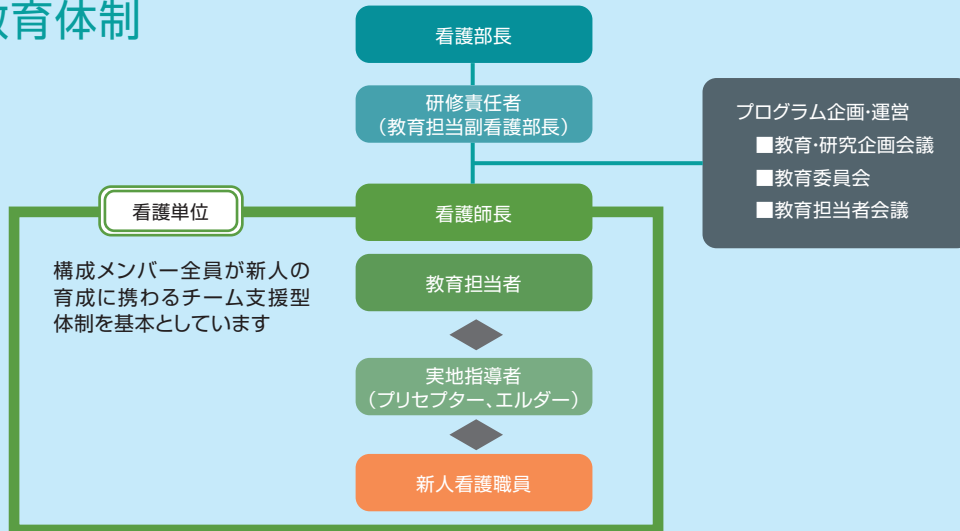 教育体制
看護部長
研修責任者
（教育担当副看護部長）
プログラム企画・運営
■教育・研究企画会議
■教育委員会
■教育担当者会議
看護単位
看護師長
構成メンバー全員が新人の
育成に携わるチーム支援型
体制を基本としています
教育担当者
実地指導者
（プリセプター、エルダー）
新人看護職員